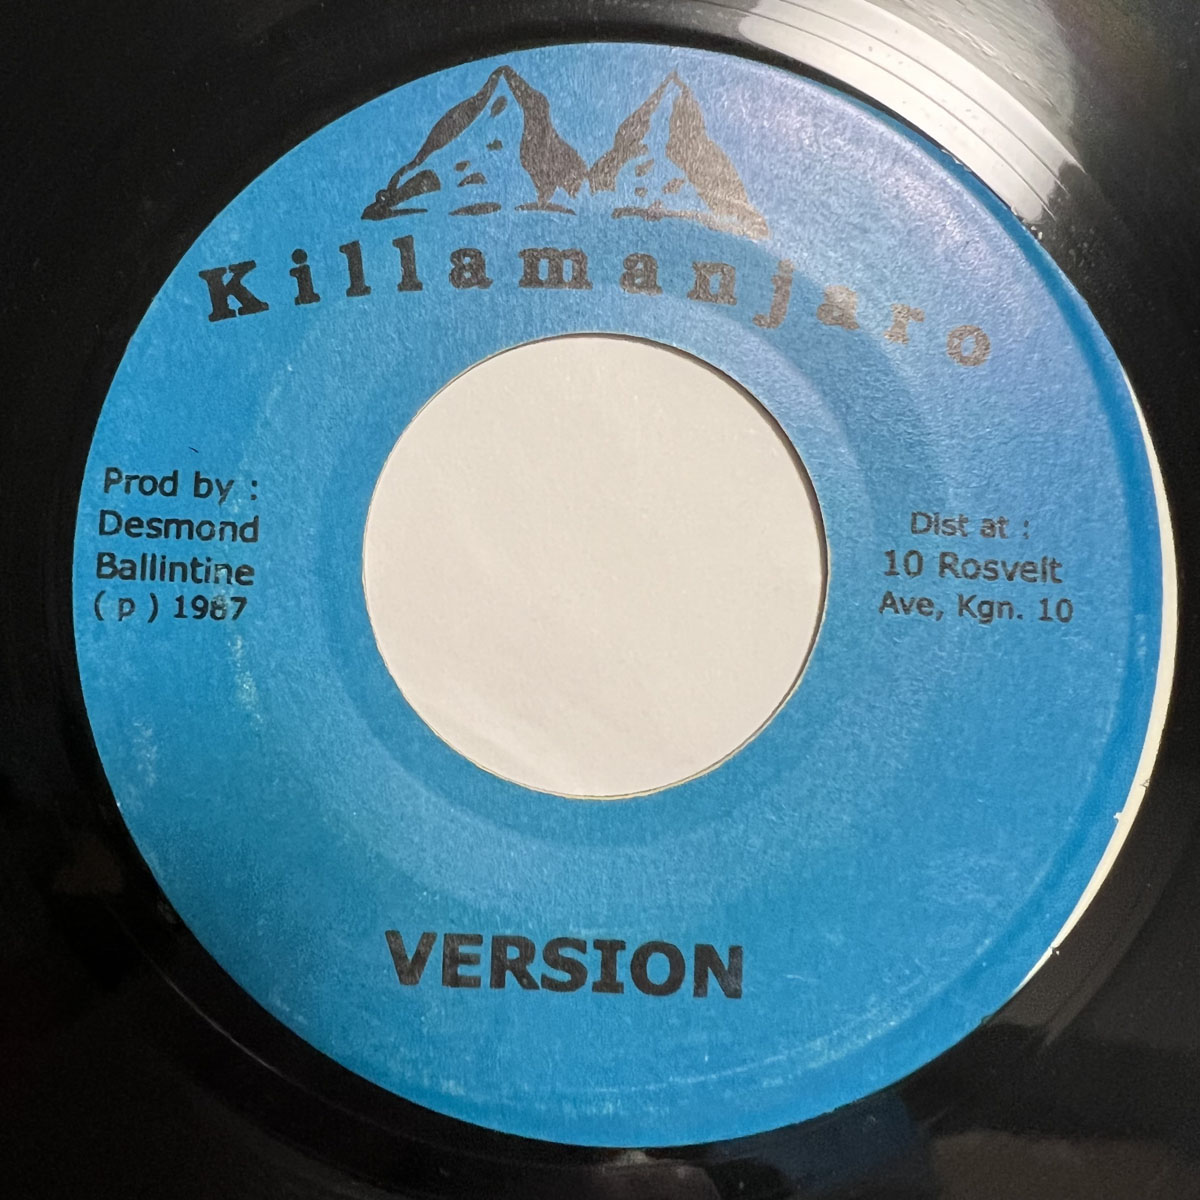 Killamanjaro
Prod by :
Desmond
Ballintine
( p ) 1987
Dist at :
10 Rosvelt
Ave, Kgn. 10
VERSION